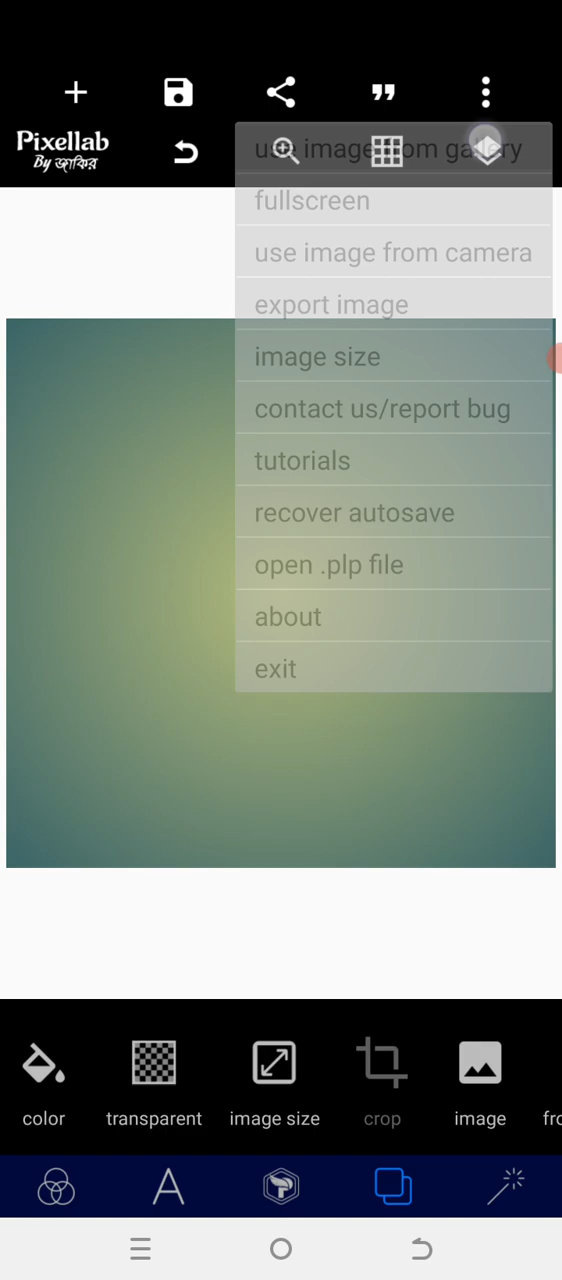 Pixellab
By জাকির
use image from gallery
fullscreen
use image from camera
export image
image size
contact us/report bug
tutorials
recover autosave
open .plp file
about
exit
color
transparent
image size
crop
image
fro